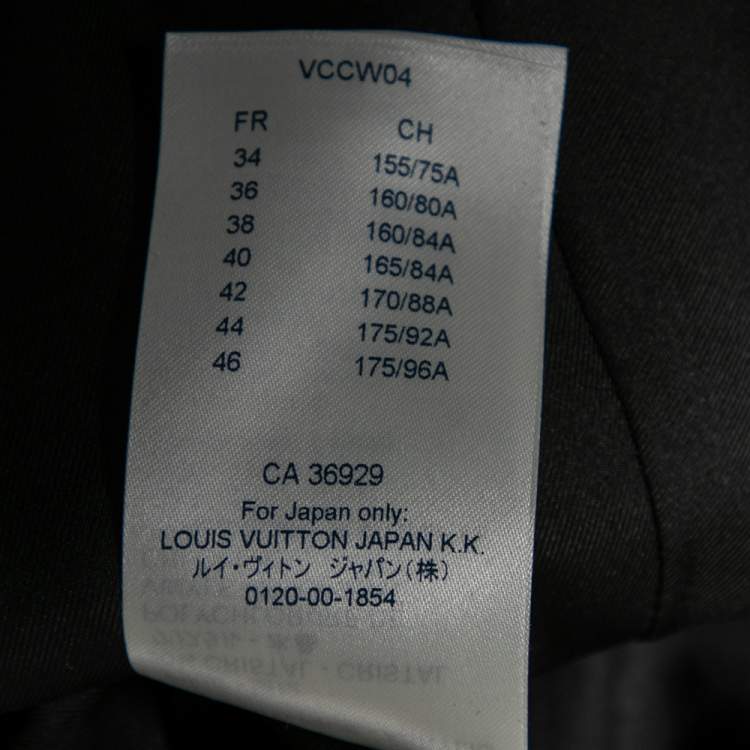 VCCW04
FR CH
34 155/75A
36 160/80A
38 160/84A
40 165/84A
42 170/88A
44 175/92A
46 175/96A
CA 36929
For Japan only:
LOUIS VUITTON JAPAN K.K.
ルイ・ヴィトン ジャパン(株)
0120-00-1854
CRISTAL - CRISTAL